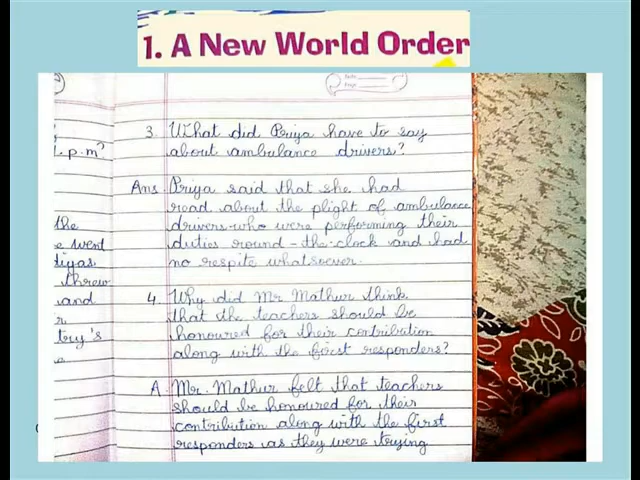 1. A New World Order
3. What did Priya have to say
about ambulance drivers?
Ans. Priya said that she had
read about the plight of ambulance
drivers who were performing their
duties round-the-clock and had
no respite whatsoever.
4. Why did Mr Mathur think
that the teachers should be
honoured for their contribution
along with the first responders?
A. Mr. Mathur felt that teachers
should be honoured for their
contribution along with the first
responders as they were trying
p.m?
the
went
threw
and